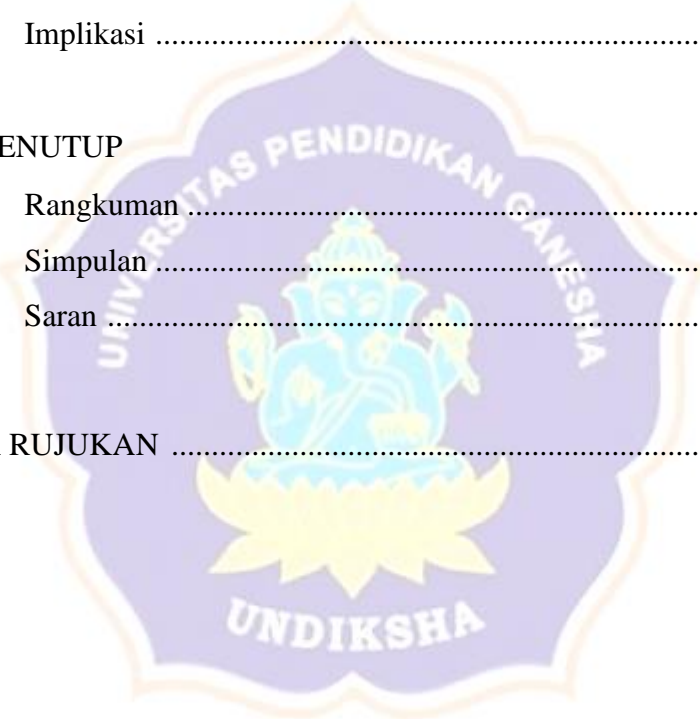 Implikasi ........................................................................
ENUTUP
Rangkuman ....................................................................
Simpulan ........................................................................
Saran ..............................................................................
RUJUKAN ......................................................................
UNIVERSITAS PENDIDIKAN GANESHA
UNDIKSHA